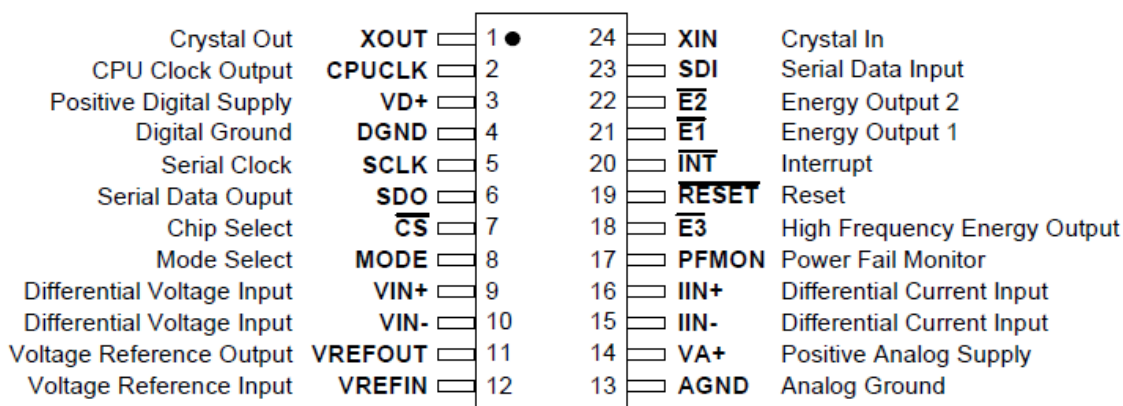 Crystal Out XOUT 1 24 XIN Crystal In
CPU Clock Output CPUCLK 2 23 SDI Serial Data Input
Positive Digital Supply VD+ 3 22 E2 Energy Output 2
Digital Ground DGND 4 21 E1 Energy Output 1
Serial Clock SCLK 5 20 INT Interrupt
Serial Data Ouput SDO 6 19 RESET Reset
Chip Select CS 7 18 E3 High Frequency Energy Output
Mode Select MODE 8 17 PFMON Power Fail Monitor
Differential Voltage Input VIN+ 9 16 IIN+ Differential Current Input
Differential Voltage Input VIN- 10 15 IIN- Differential Current Input
Voltage Reference Output VREFOUT 11 14 VA+ Positive Analog Supply
Voltage Reference Input VREFIN 12 13 AGND Analog Ground